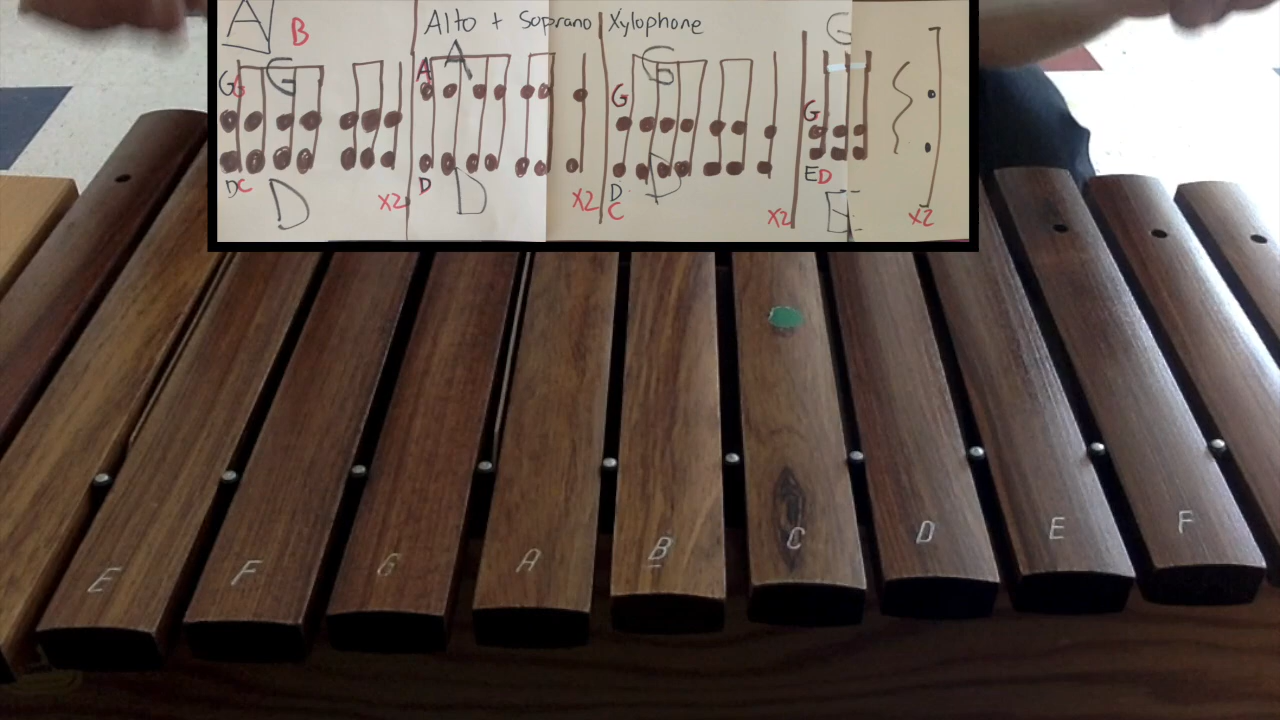 A B Alto + Soprano Xylophone G
G G G A A G G G
D C D X2 D D X2 D C D X2 E D E X2
E F G A B C D E F